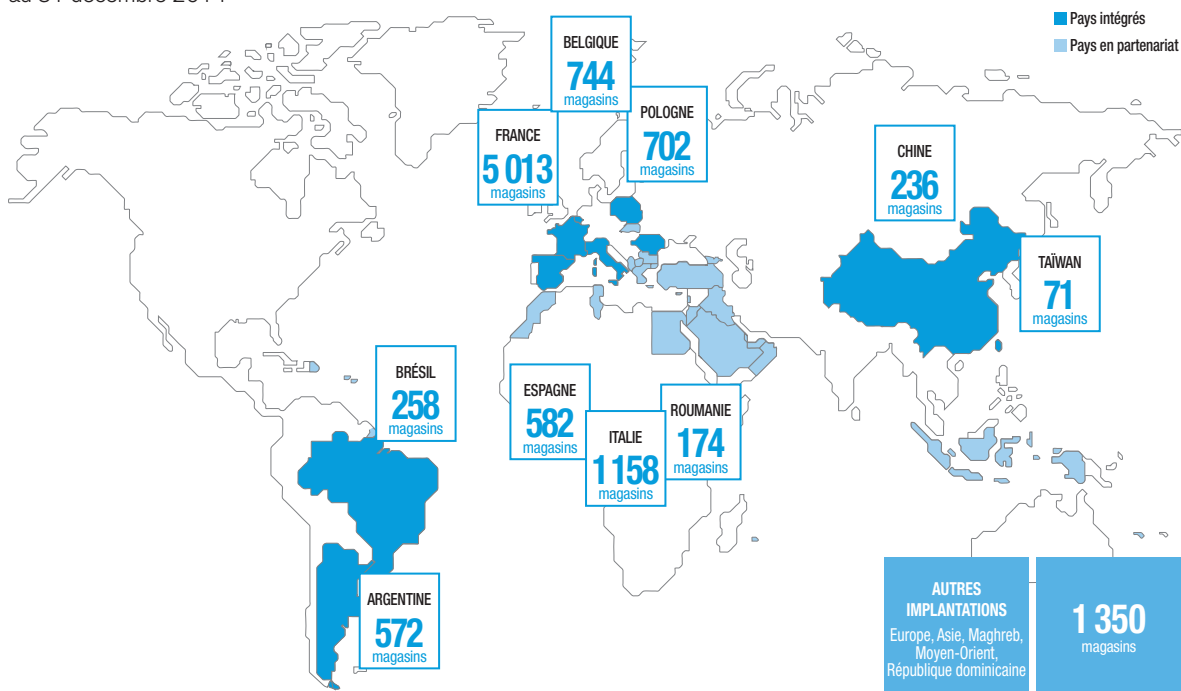 Pays intégrés
Pays en partenariat
BELGIQUE
744
magasins
POLOGNE
702
magasins
FRANCE
5 013
magasins
CHINE
236
magasins
TAÏWAN
71
magasins
BRÉSIL
258
magasins
ESPAGNE
582
magasins
ITALIE
1 158
magasins
ROUMANIE
174
magasins
ARGENTINE
572
magasins
AUTRES
IMPLANTATIONS
Europe, Asie, Maghreb,
Moyen-Orient,
République dominicaine
1 350
magasins